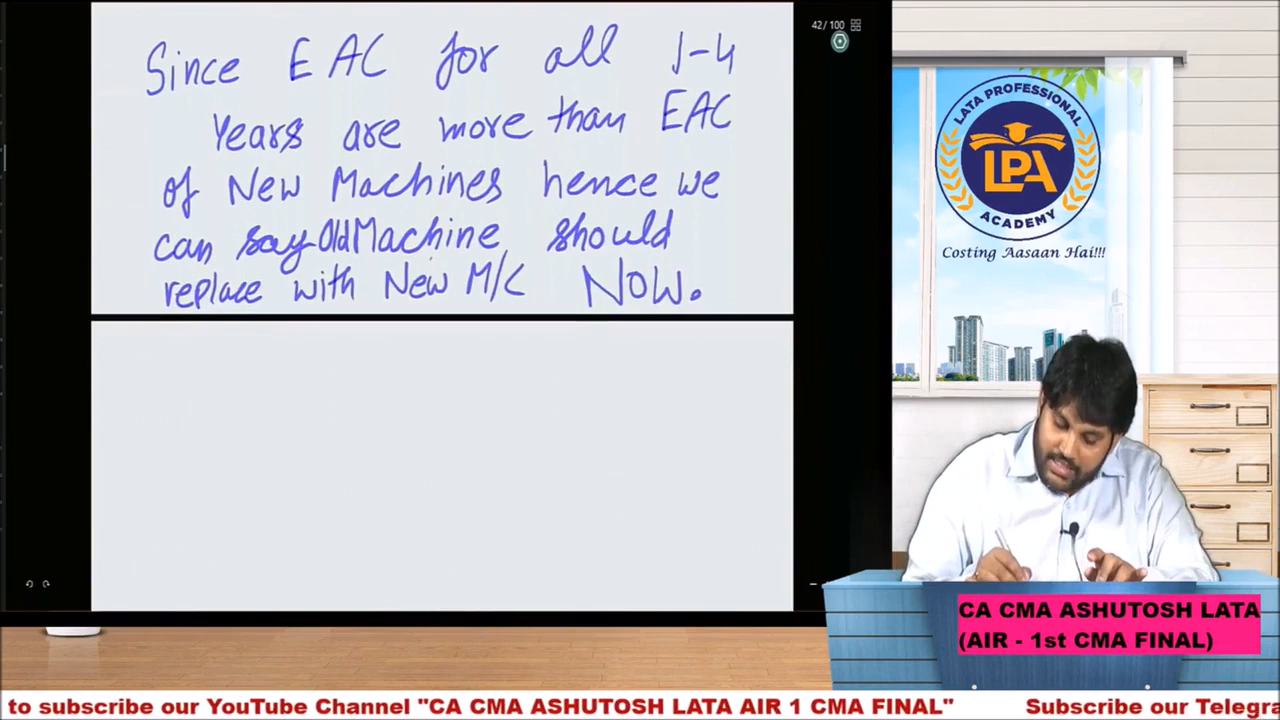 Since EAC for all 1-4
Years are more than EAC
of New Machines hence we
can say Old Machine should
replace with New M/C NOW.
42/100
LATA PROFESSIONAL
LPA
ACADEMY
Costing Aasaan Hai!!!
CA CMA ASHUTOSH LATA
(AIR - 1st CMA FINAL)
to subscribe our YouTube Channel "CA CMA ASHUTOSH LATA AIR 1 CMA FINAL" Subscribe our Telegra